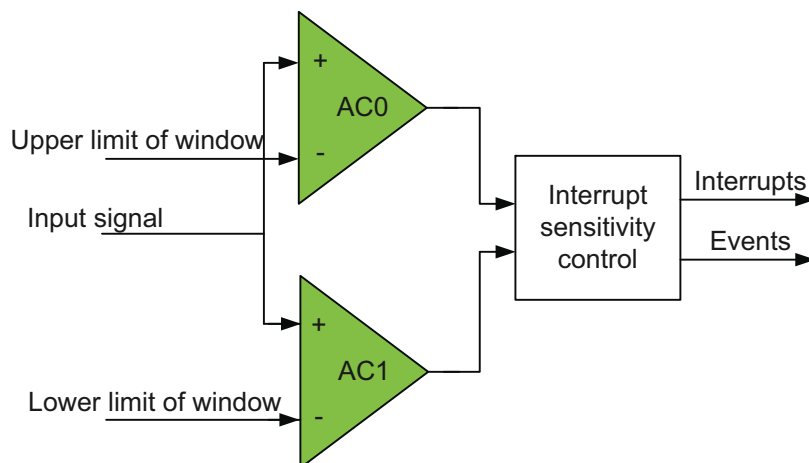 +
AC0
Upper limit of window
-
Input signal
Interrupt
sensitivity
control
Interrupts
Events
+
AC1
Lower limit of window
-